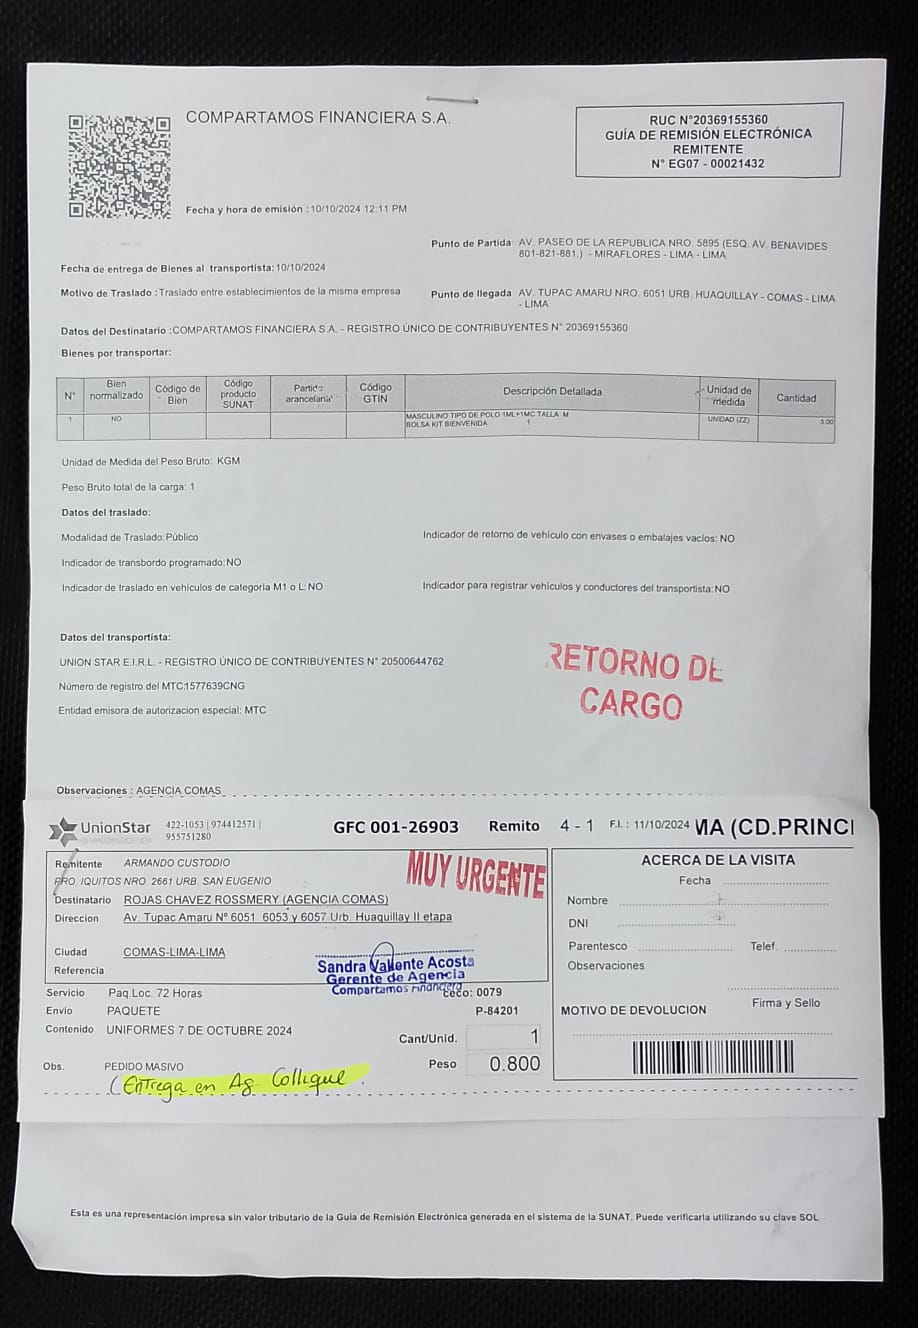 COMPARTAMOS FINANCIERA S.A.
RUC N°20369155360
GUÍA DE REMISIÓN ELECTRÓNICA
REMITENTE
N° EG07 - 00021432
Fecha y hora de emisión : 10/10/2024 12:11 PM
Punto de Partida AV. PASEO DE LA REPUBLICA NRO. 5895 (ESQ. AV. BENAVIDES
801-821-881.) - MIRAFLORES - LIMA - LIMA
Fecha de entrega de Bienes al transportista: 10/10/2024
Motivo de Traslado : Traslado entre establecimientos de la misma empresa
Punto de llegada AV. TUPAC AMARU NRO. 6051 URB. HUAQUILLAY - COMAS - LIMA
- LIMA
Datos del Destinatario : COMPARTAMOS FINANCIERA S.A. - REGISTRO ÚNICO DE CONTRIBUYENTES N° 20369155360
Bienes por transportar:
N° Bien normalizado Código de Bien Código producto SUNAT Partida arancelaria Código GTIN Descripción Detallada Unidad de medida Cantidad
1 NO MASCULINO TIPO DE POLO 1ML+1MC TALLA M UNIDAD (ZZ) 3.00
BOLSA KIT BIENVENIDA 1
Unidad de Medida del Peso Bruto: KGM
Peso Bruto total de la carga: 1
Datos del traslado:
Modalidad de Traslado: Público
Indicador de retorno de vehículo con envases o embalajes vacíos: NO
Indicador de transbordo programado: NO
Indicador de traslado en vehículos de categoría M1 o L: NO
Indicador para registrar vehículos y conductores del transportista: NO
Datos del transportista:
UNION STAR E.I.R.L. - REGISTRO ÚNICO DE CONTRIBUYENTES N° 20500644762
Número de registro del MTC:1577639CNG
Entidad emisora de autorizacion especial: MTC
RETORNO DE
CARGO
Observaciones : AGENCIA COMAS
UnionStar
422-1053 | 974412571 |
955751280
GFC 001-26903 Remito 4 - 1 F.I. : 11/10/2024 MA (CD.PRINCI
Remitente ARMANDO CUSTODIO
PRO. IQUITOS NRO. 2661 URB. SAN EUGENIO
Destinatario ROJAS CHAVEZ ROSSMERY (AGENCIA COMAS)
Direccion Av. Tupac Amaru N° 6051 6053 y 6057 Urb. Huaquillay II etapa
Ciudad COMAS-LIMA-LIMA
Referencia
MUY URGENTE
Sandra Valiente Acosta
Gerente de Agencia
Compartamos Financiera
Servicio Paq.Loc. 72 Horas ceco: 0079
Envio PAQUETE P-84201
Contenido UNIFORMES 7 DE OCTUBRE 2024
Cant/Unid. 1
Peso 0.800
Obs. PEDIDO MASIVO
(Entrega en Ag. Collique.
ACERCA DE LA VISITA
Fecha
Nombre
DNI
Parentesco Telef.
Observaciones
MOTIVO DE DEVOLUCION Firma y Sello
Esta es una representación impresa sin valor tributario de la Guia de Remisión Electrónica generada en el sistema de la SUNAT. Puede verificarla utilizando su clave SOL